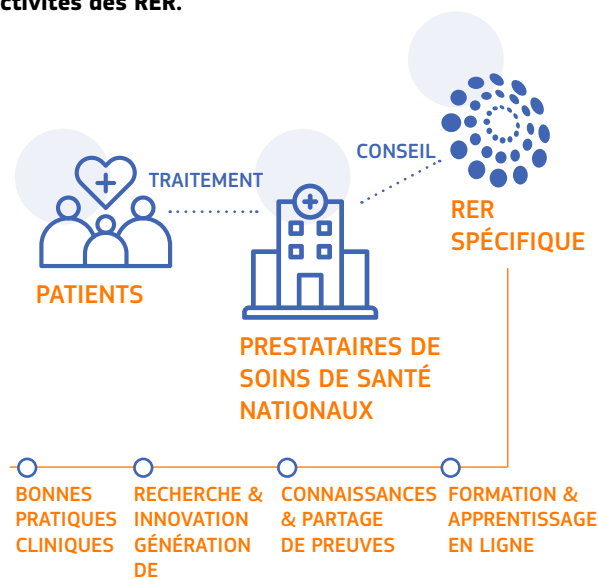 ctivités des RER.
CONSEIL
TRAITEMENT
RER
SPÉCIFIQUE
PATIENTS
PRESTATAIRES DE
SOINS DE SANTÉ
NATIONAUX
BONNES
PRATIQUES
CLINIQUES
RECHERCHE &
INNOVATION
GÉNÉRATION
DE
CONNAISSANCES
& PARTAGE
DE PREUVES
FORMATION &
APPRENTISSAGE
EN LIGNE